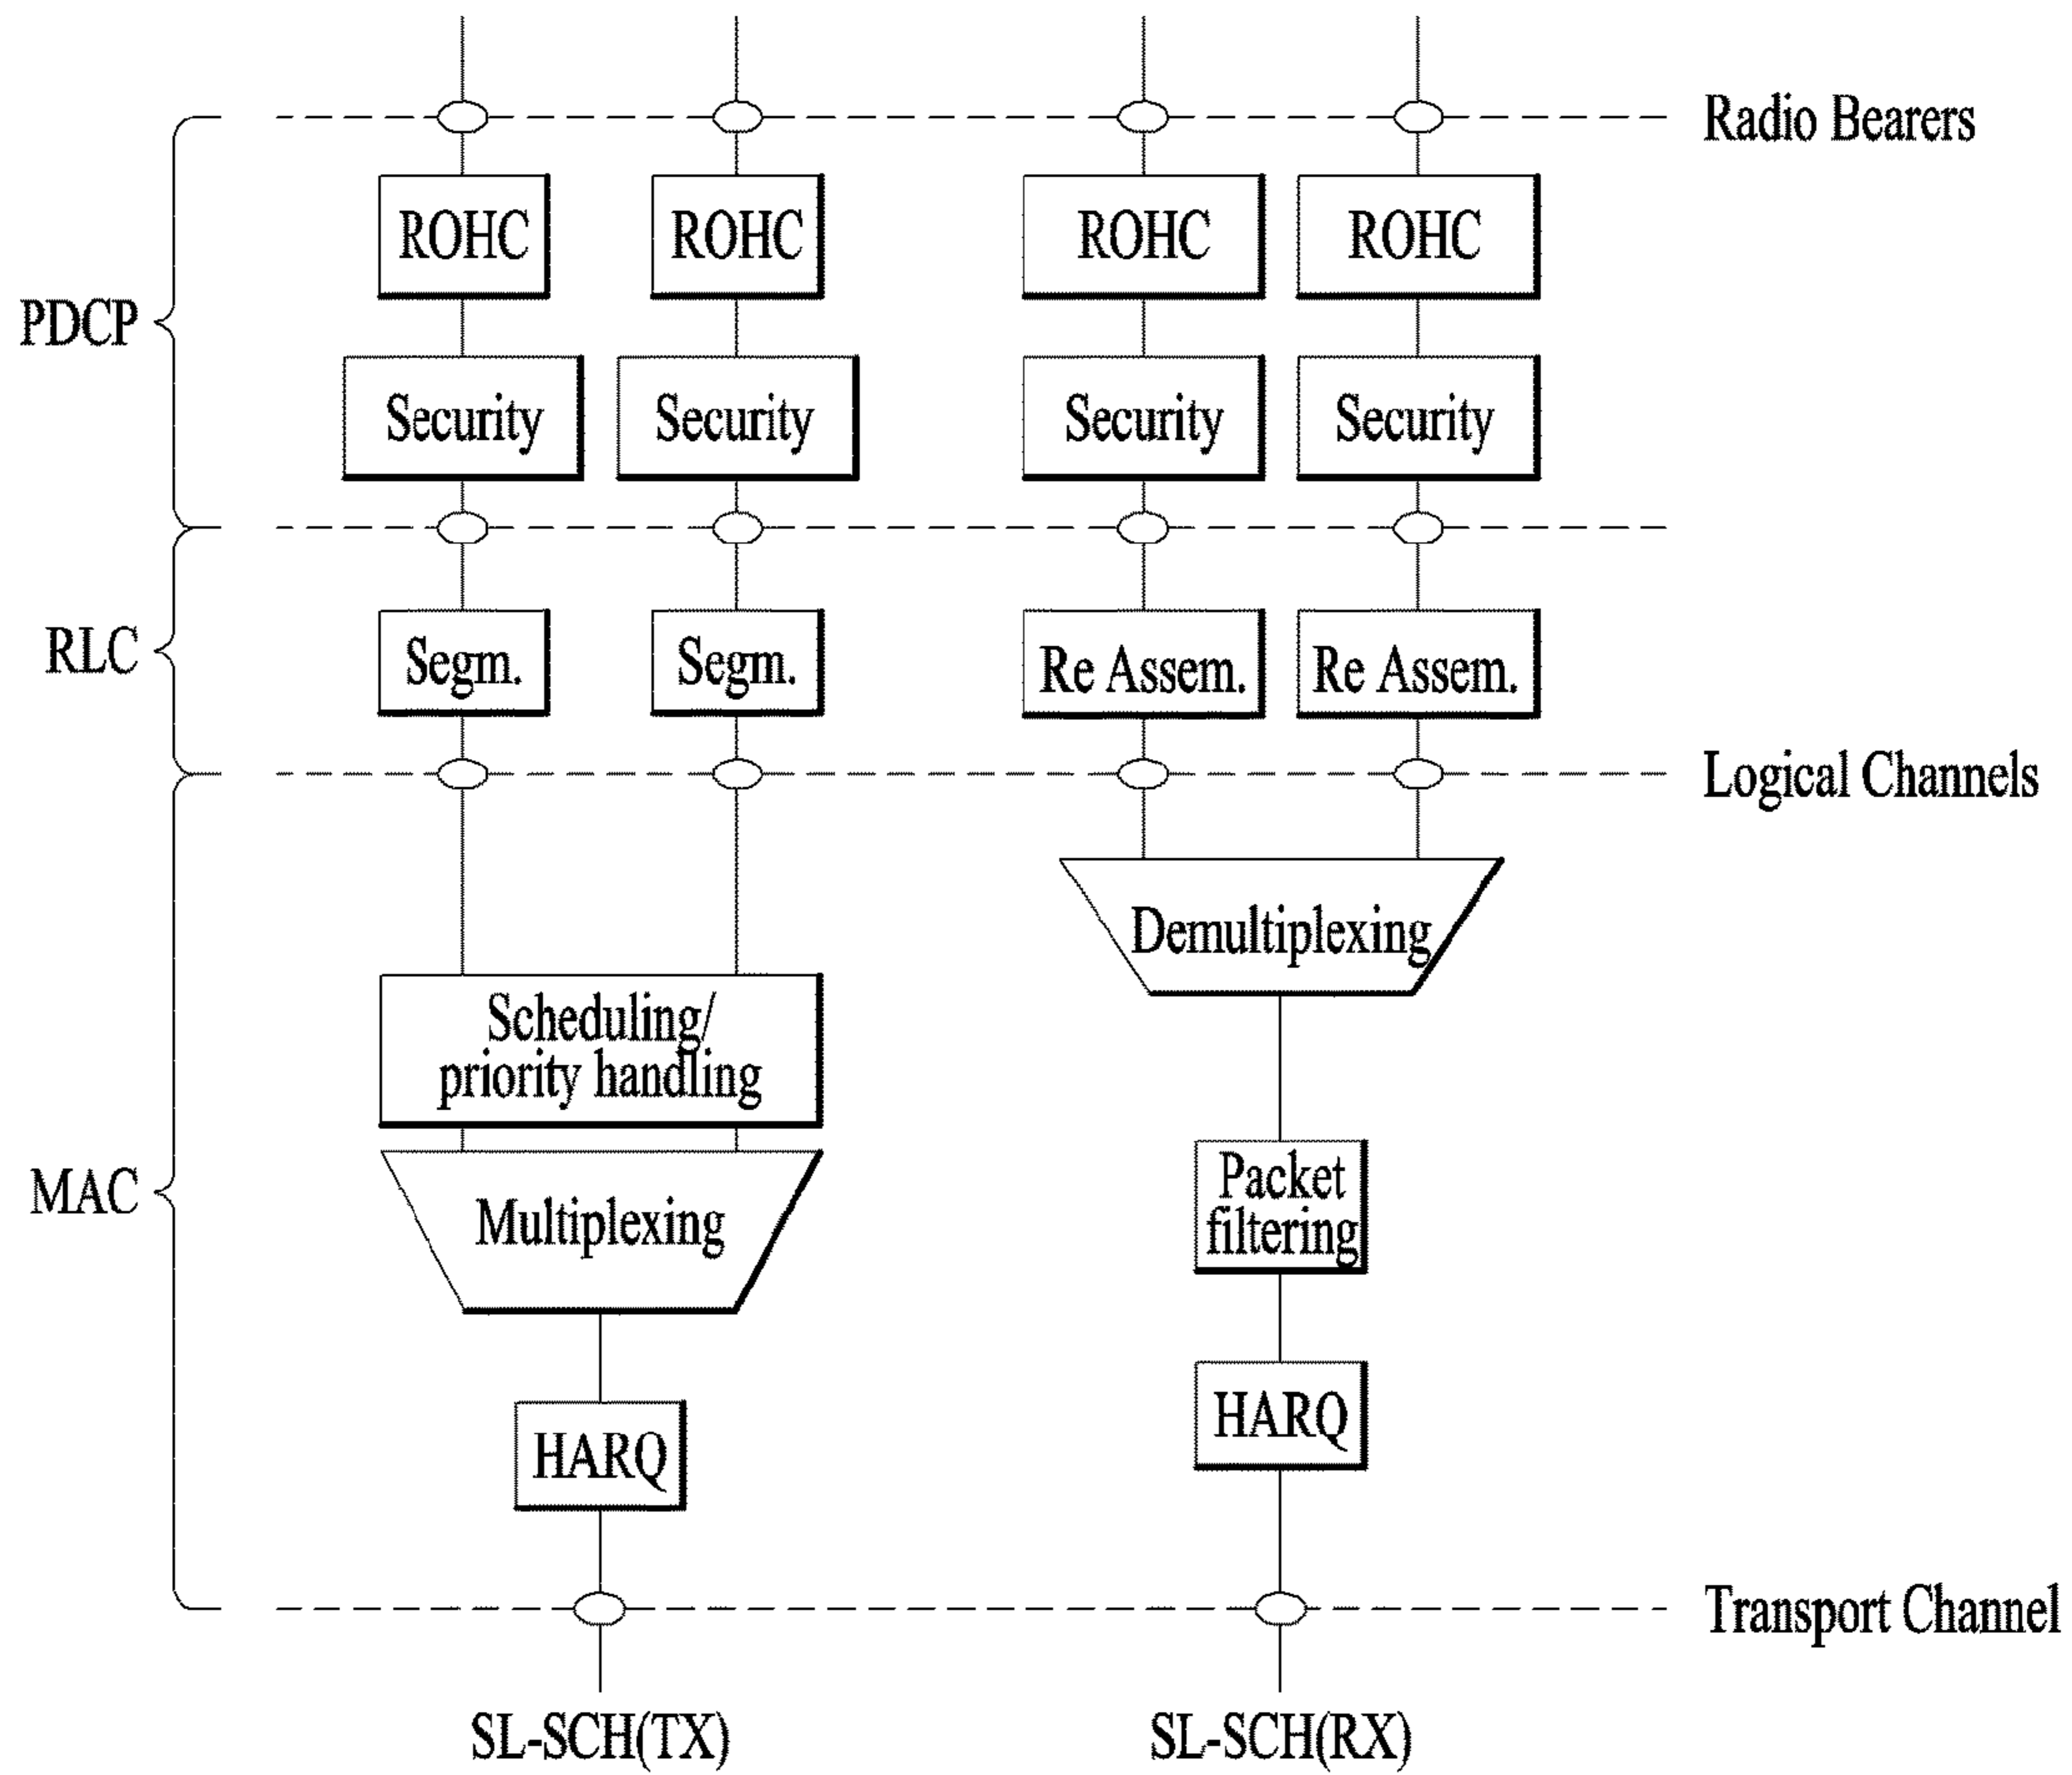 Radio Bearers
ROHC
ROHC
ROHC
ROHC
PDCP
Security
Security
Security
Security
RLC
Segm.
Segm.
Re Assem.
Re Assem.
Logical Channels
Demultiplexing
Scheduling/
priority handling
MAC
Packet
filtering
Multiplexing
HARQ
HARQ
Transport Channel
SL-SCH(TX)
SL-SCH(RX)